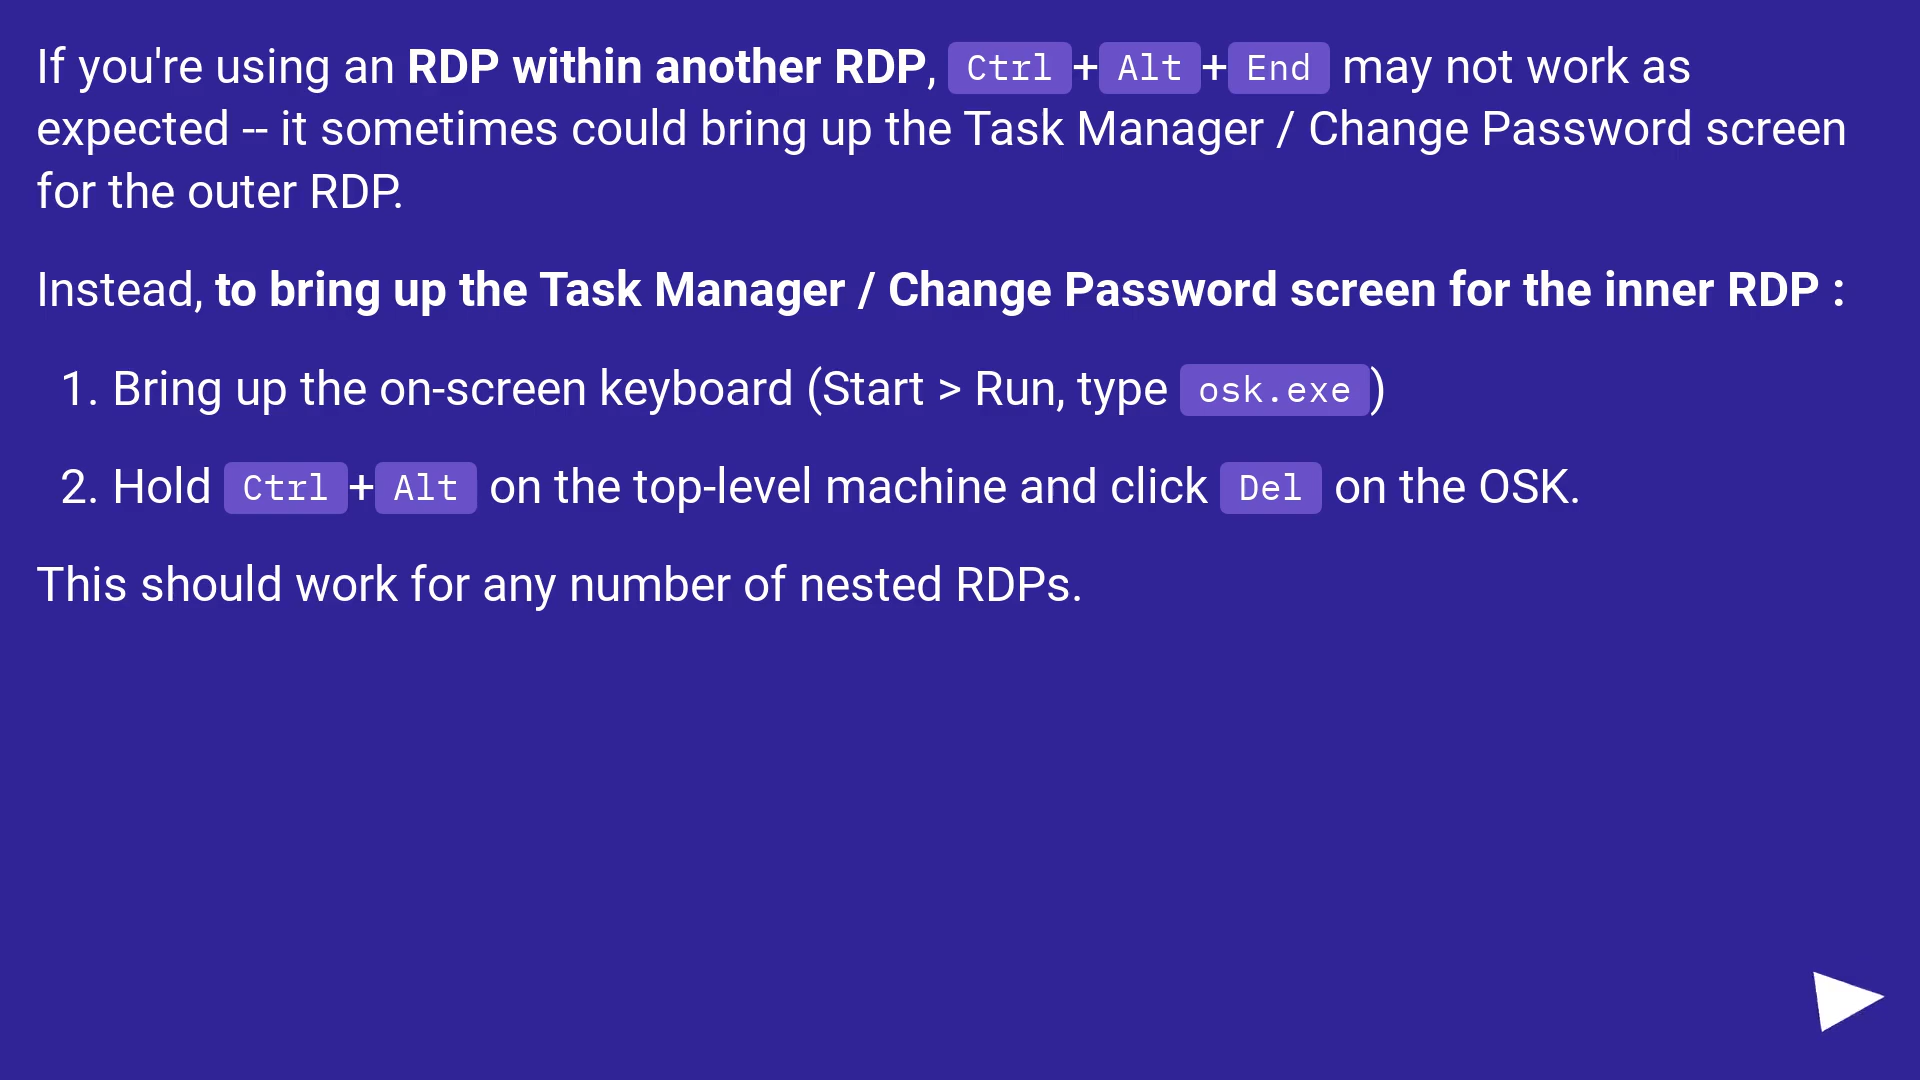 If you're using an RDP within another RDP, Ctrl+Alt+End may not work as
expected -- it sometimes could bring up the Task Manager / Change Password screen
for the outer RDP.
Instead, to bring up the Task Manager / Change Password screen for the inner RDP :
1. Bring up the on-screen keyboard (Start > Run, type osk.exe)
2. Hold Ctrl+Alt on the top-level machine and click Del on the OSK.
This should work for any number of nested RDPs.